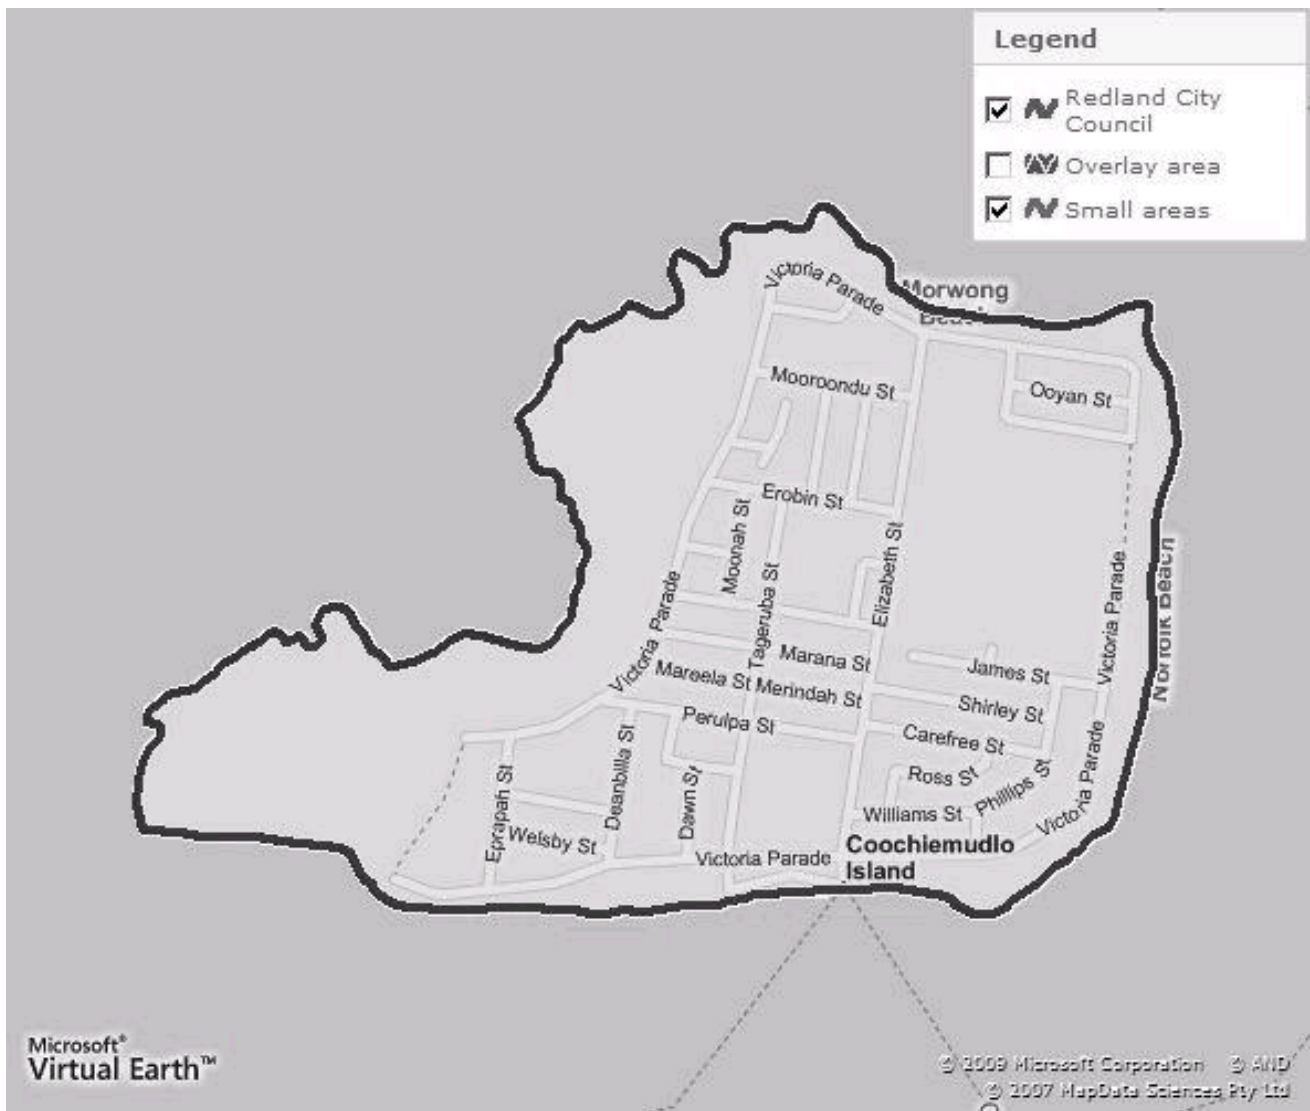 Legend
Redland City
Council
Overlay area
Small areas
Victoria Parade
Morwong
Mooroondu St
Ooyan St
Erobin St
Moonah St
Elizabeth St
Tageruba St
Victoria Parade
Victoria Parade
Norfolk Beach
Marana St
James St
Mareela St
Merindah St
Shirley St
Perulpa St
Carefree St
Deanbilla St
Ross St
Phillips St
Victoria Parade
Eprapah St
Dawn St
Williams St
Welsby St
Victoria Parade
Coochiemudlo
Island
Microsoft®
Virtual Earth™
© 2009 Microsoft Corporation © AND
© 2007 MapData Sciences Pty Ltd